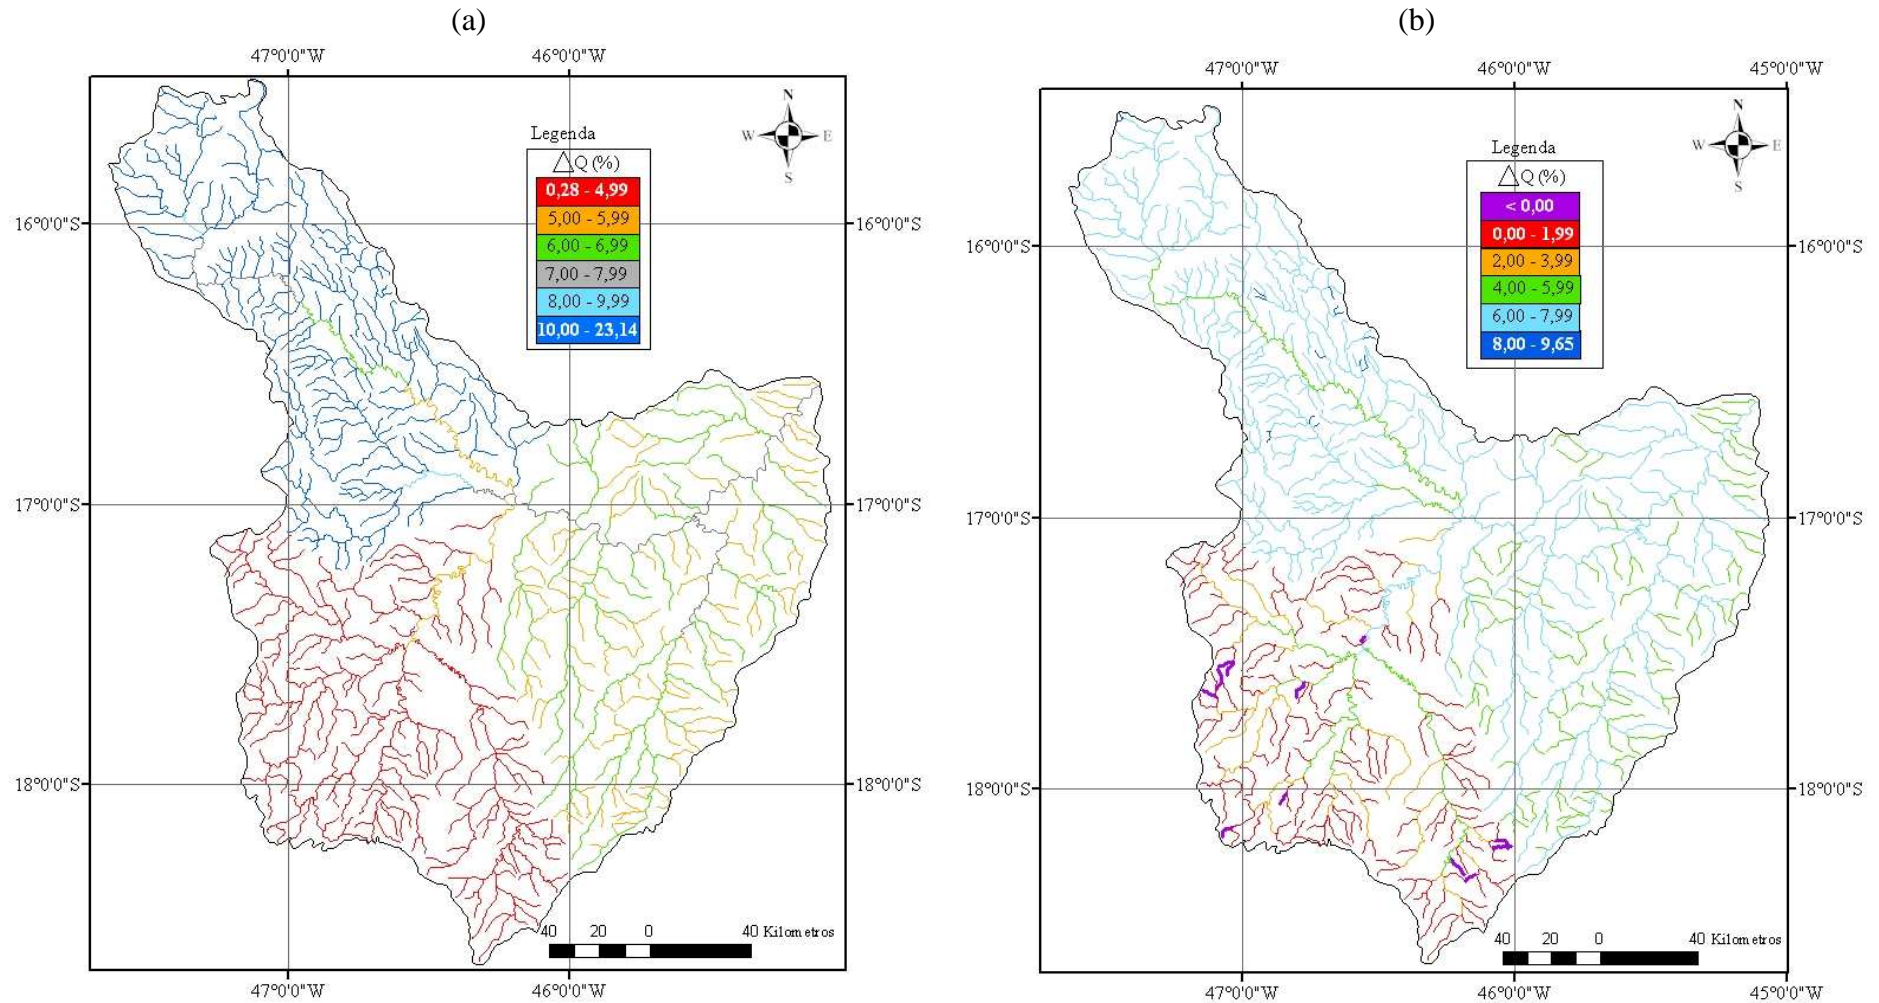 (a)
47°0'0"W 46°0'0"W
N
W E
S
Legenda
△Q (%)
0,28 - 4,99
5,00 - 5,99
6,00 - 6,99
7,00 - 7,99
8,00 - 9,99
10,00 - 23,14
16°0'0"S 16°0'0"S
17°0'0"S 17°0'0"S
18°0'0"S 18°0'0"S
40 20 0 40 Kilometros
47°0'0"W 46°0'0"W
(b)
47°0'0"W 46°0'0"W 45°0'0"W
N
W E
S
Legenda
△Q (%)
< 0,00
0,00 - 1,99
2,00 - 3,99
4,00 - 5,99
6,00 - 7,99
8,00 - 9,65
16°0'0"S 16°0'0"S
17°0'0"S 17°0'0"S
18°0'0"S 18°0'0"S
40 20 0 40 Kilometros
47°0'0"W 46°0'0"W 45°0'0"W